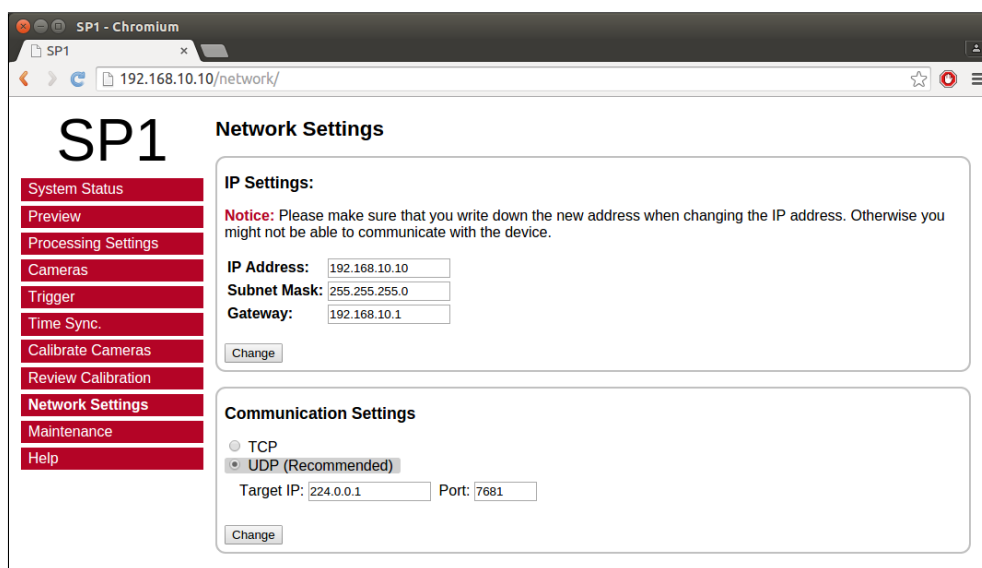 SP1 - Chromium
SP1 ×
192.168.10.10/network/
SP1
System Status
Preview
Processing Settings
Cameras
Trigger
Time Sync.
Calibrate Cameras
Review Calibration
Network Settings
Maintenance
Help
Network Settings
IP Settings:
Notice: Please make sure that you write down the new address when changing the IP address. Otherwise you
might not be able to communicate with the device.
IP Address: 192.168.10.10
Subnet Mask: 255.255.255.0
Gateway: 192.168.10.1
Change
Communication Settings
TCP
UDP (Recommended)
Target IP: 224.0.0.1 Port: 7681
Change